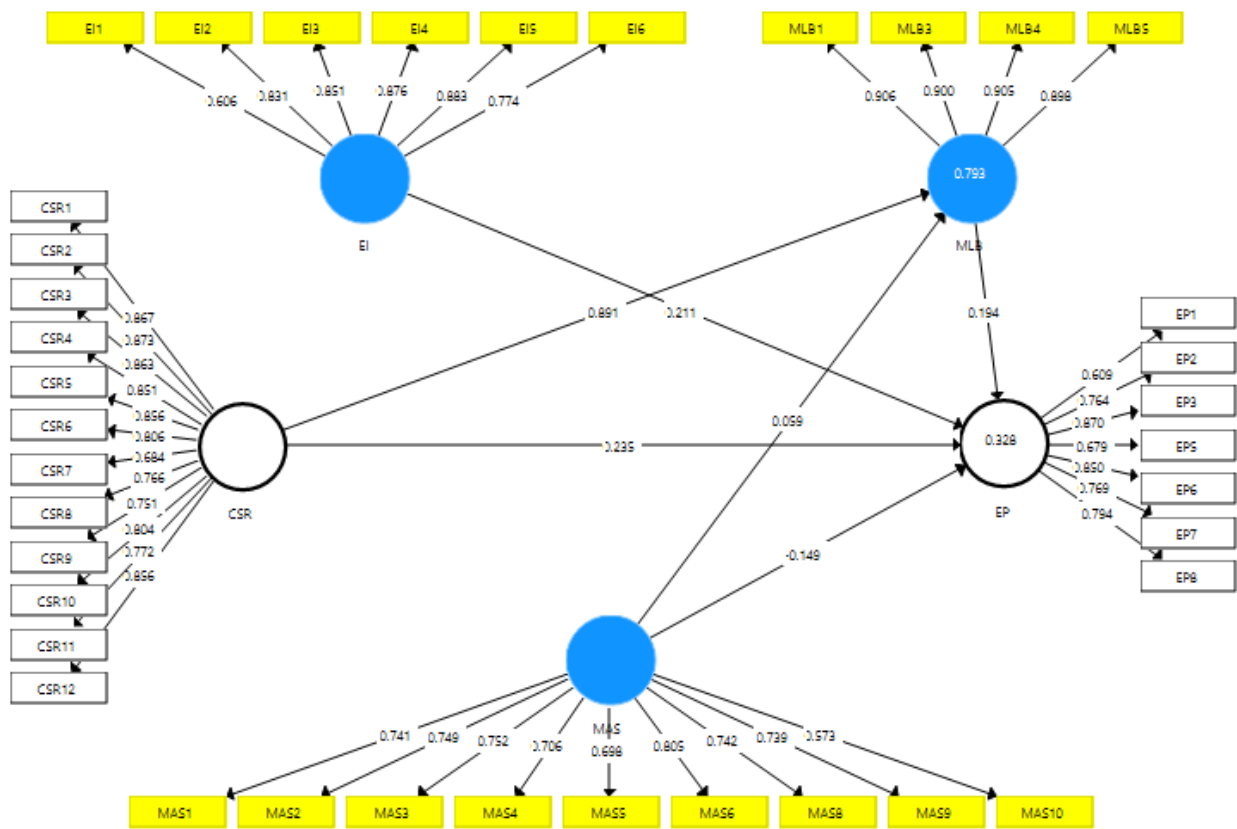 EI1 EI2 EI3 EI4 EI5 EI6 MLB1 MLB3 MLB4 MLB5
0.606 0.831 0.851 0.876 0.883 0.774 0.906 0.900 0.905 0.898
0.793
EI
MLB
CSR1
CSR2
CSR3
CSR4
CSR5
CSR6
CSR7
CSR8
CSR9
CSR10
CSR11
CSR12
0.867
0.873
0.863
0.851
0.856
0.806
0.684
0.766
0.751
0.804
0.772
0.856
CSR
0.891
0.211
0.194
0.059
0.235
-0.149
0.328
EP
0.609
0.764
0.870
0.679
0.850
0.769
0.794
EP1
EP2
EP3
EP5
EP6
EP7
EP8
MAS
0.741 0.749 0.752 0.706 0.698 0.805 0.742 0.739 0.573
MAS1 MAS2 MAS3 MAS4 MAS5 MAS6 MAS8 MAS9 MAS10